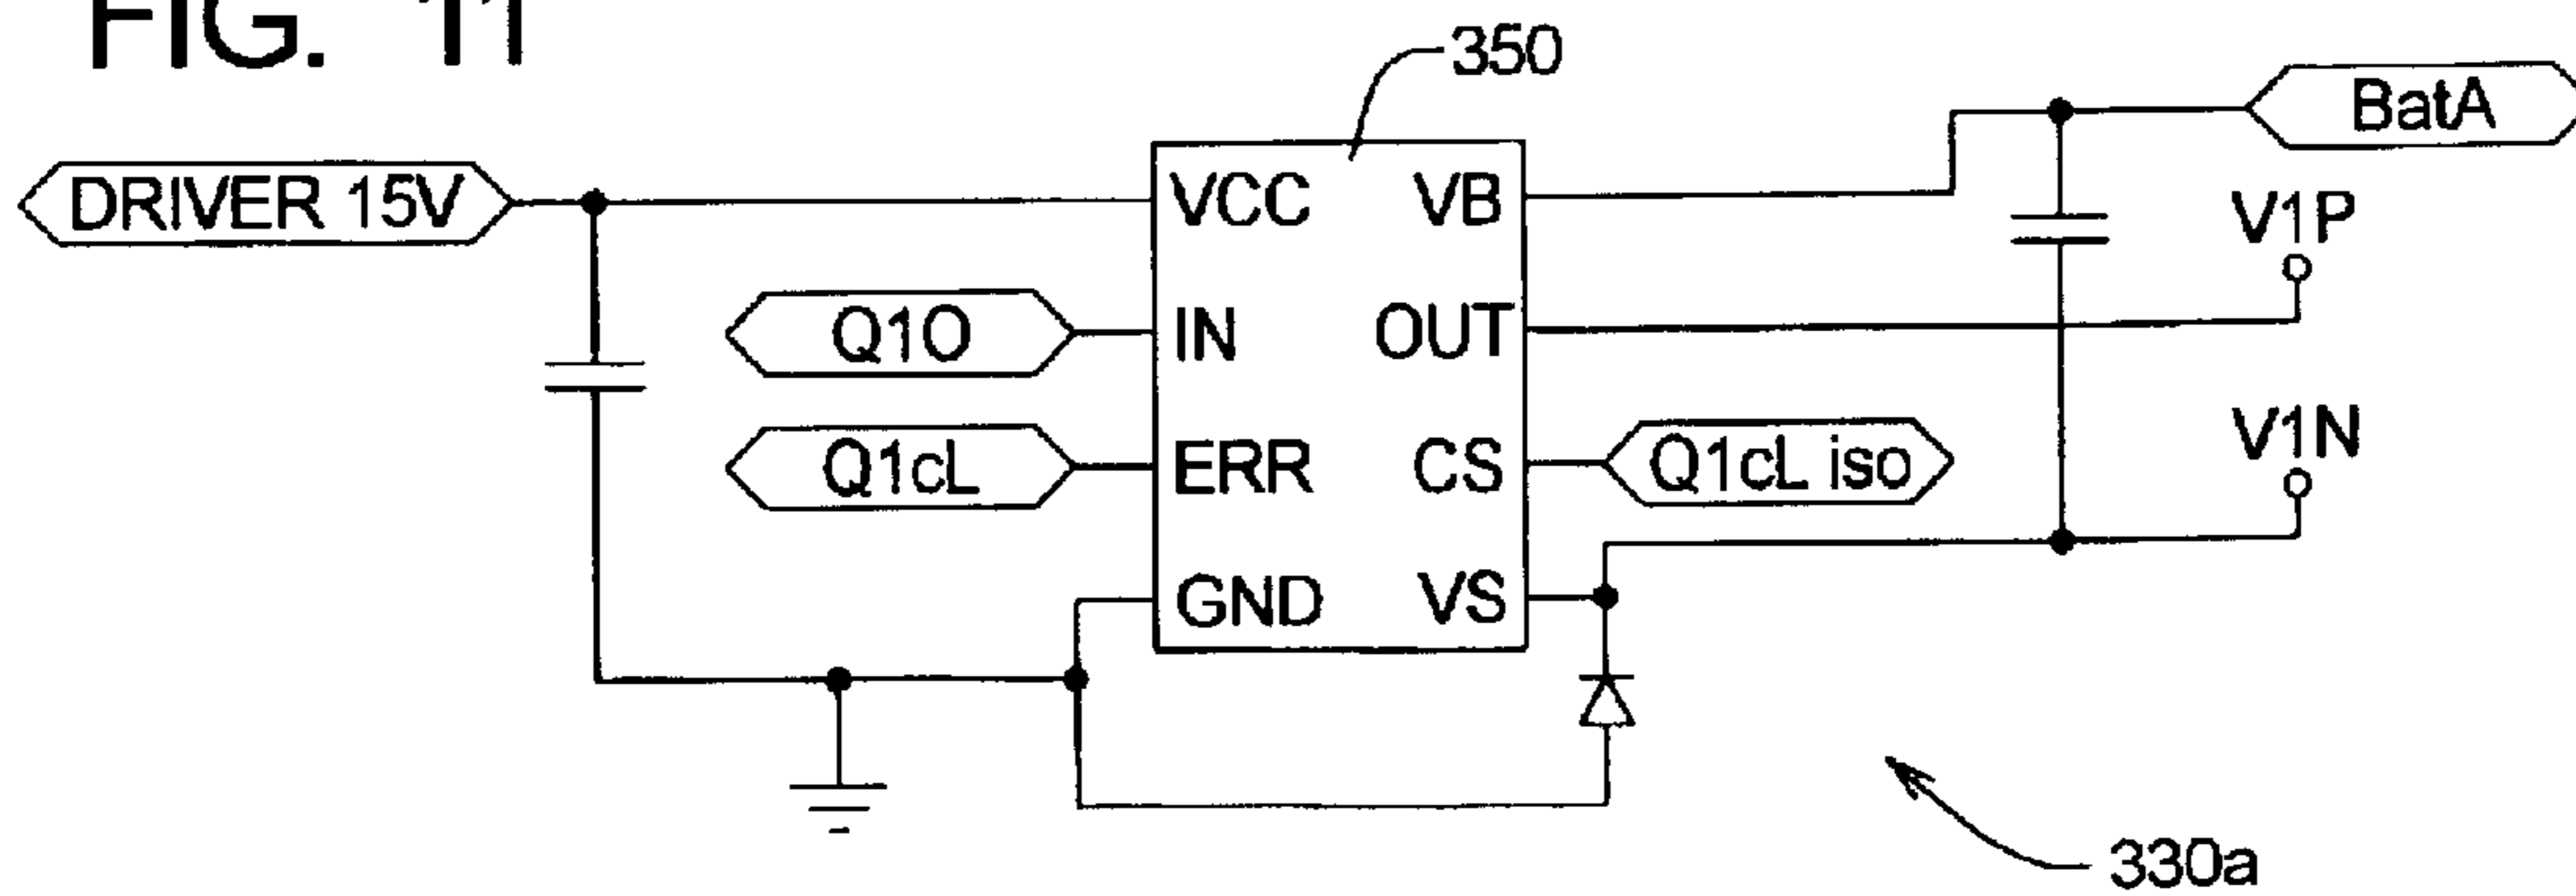 FIG. 11
350
BatA
DRIVER 15V
VCC
VB
V1P
Q1O
IN
OUT
Q1cL
ERR
CS
Q1cL iso
V1N
GND
VS
330a